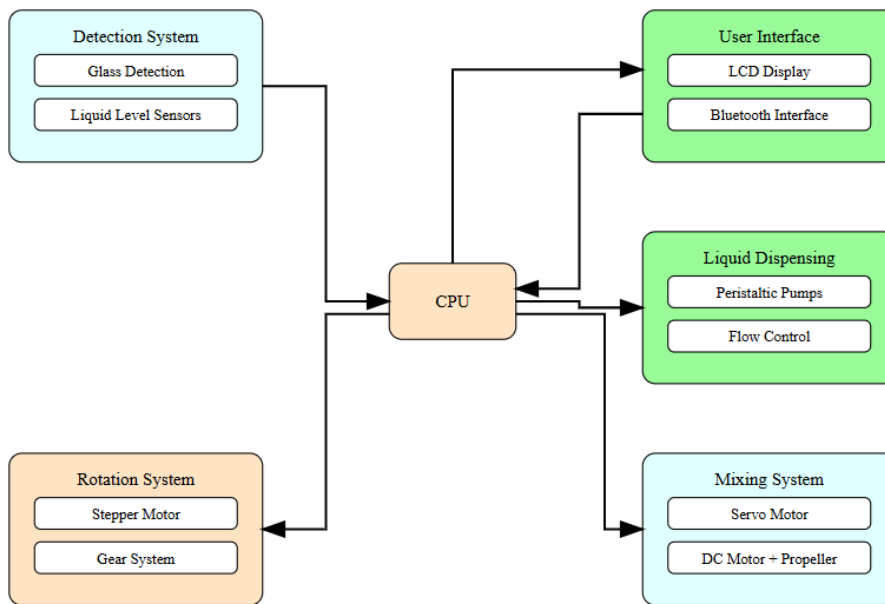 Detection System
Glass Detection
Liquid Level Sensors
User Interface
LCD Display
Bluetooth Interface
CPU
Liquid Dispensing
Peristaltic Pumps
Flow Control
Rotation System
Stepper Motor
Gear System
Mixing System
Servo Motor
DC Motor + Propeller